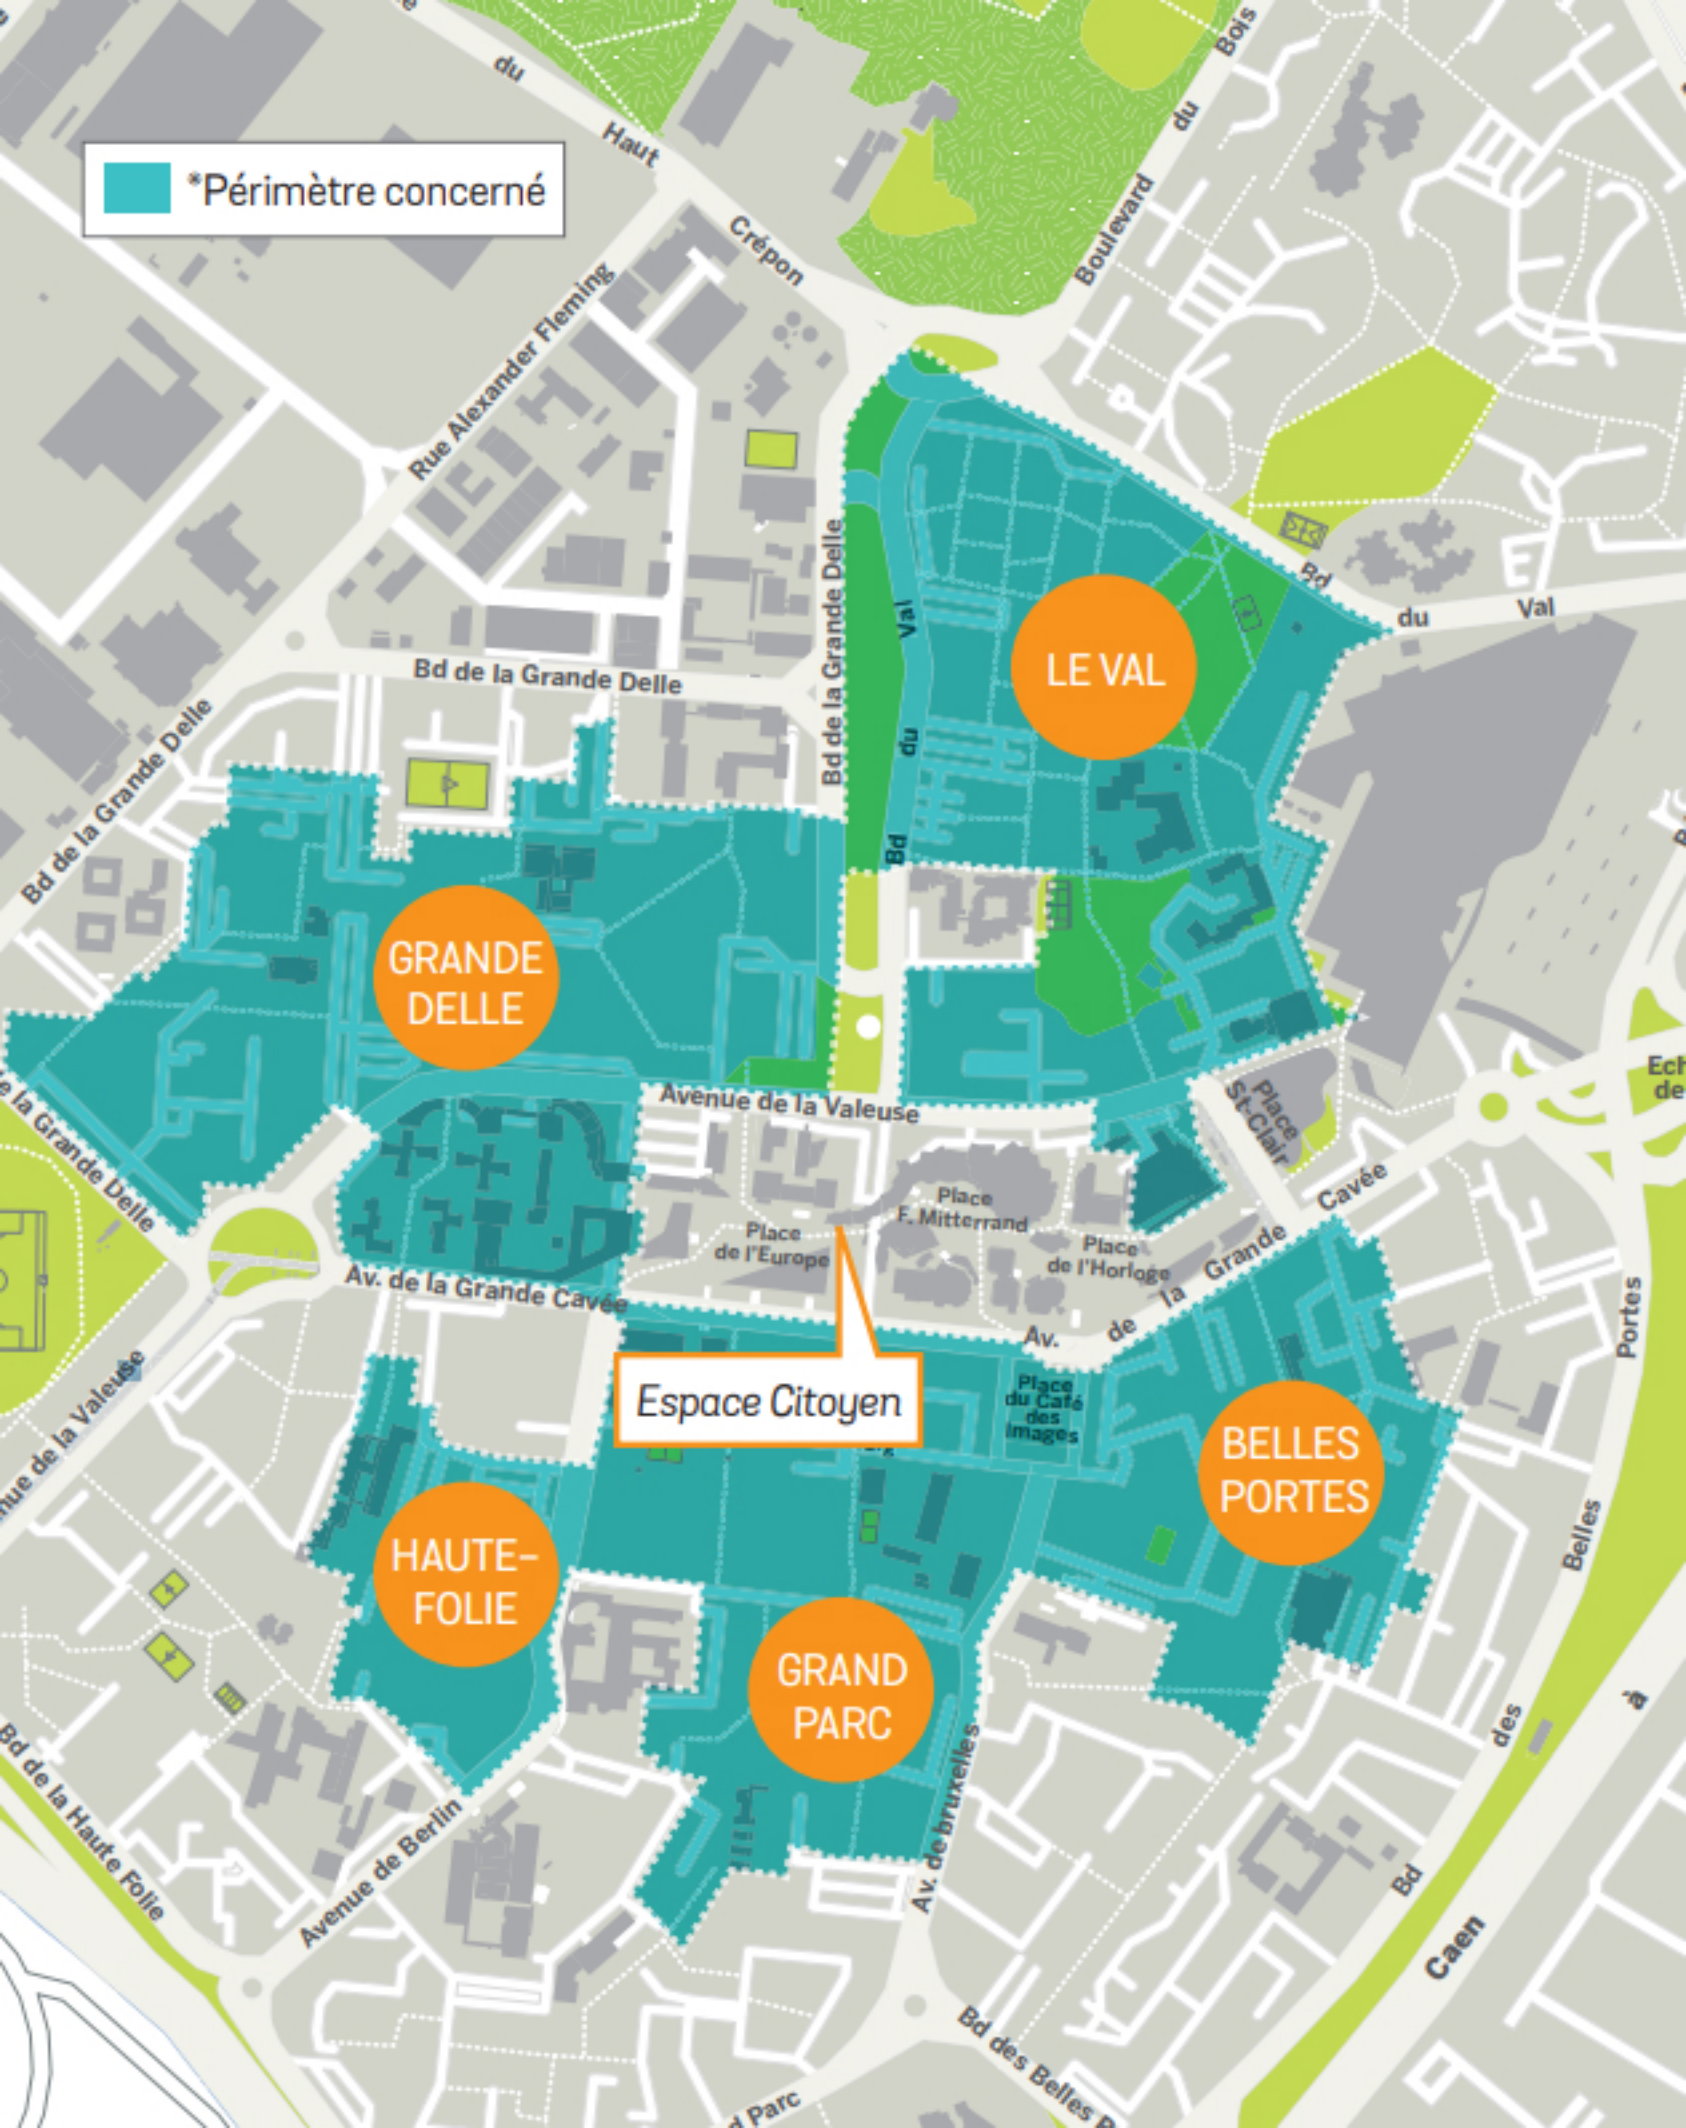 du
Haut
Crépon
Bois
du
Boulevard
*Périmètre concerné
Rue Alexander Fleming
Bd de la Grande Delle
Bd de la Grande Delle
Bd de la Grande Delle
Val
du
Bd
Bd
du
Val
LE VAL
GRANDE
DELLE
de la Grande Delle
Avenue de la Valeuse
Place
St-Clair
Place
F. Mitterrand
Place
de l'Europe
Place
de l'Horloge
Av. de la Grande Cavée
Av.
de
la
Grande
Cavée
Ech
de
Portes
Belles
des
Bd
Espace Citoyen
Place
du Café
des
Images
BELLES
PORTES
HAUTE-
FOLIE
GRAND
PARC
nue de la Valeuse
Bd de la Haute Folie
Avenue de Berlin
Av. de bruxelles
Bd des Belles P
d Parc
à
Caen